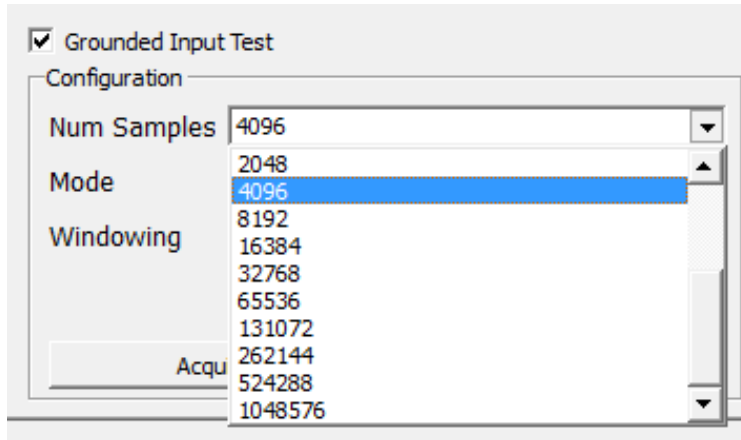 Grounded Input Test
Configuration
Num Samples 4096
2048
Mode
4096
8192
Windowing
16384
32768
65536
131072
262144
Acqu
524288
1048576